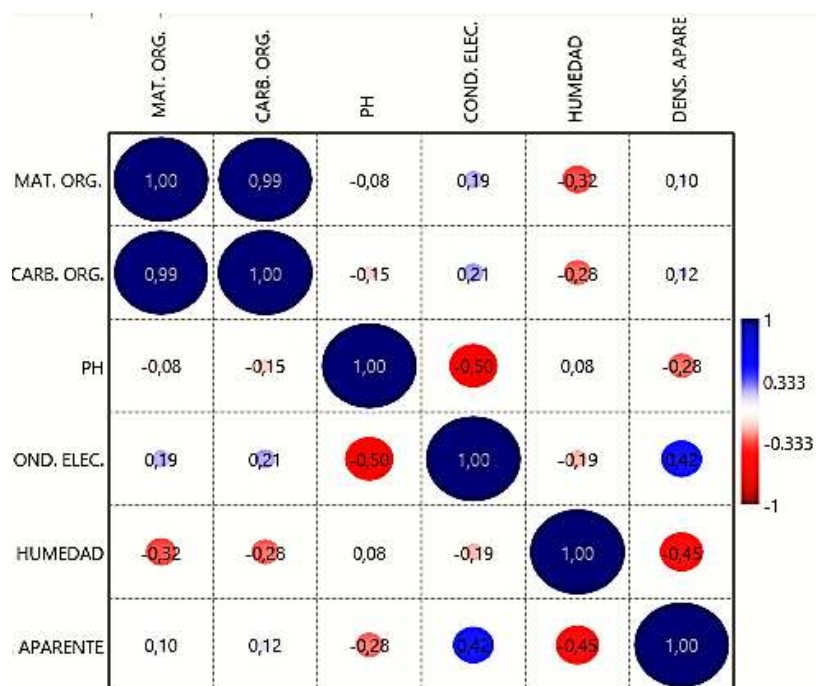 MAT. ORG.
CARB. ORG.
PH
COND. ELEC.
HUMEDAD
DENS. APARE
MAT. ORG. 1,00 0,99 -0,08 0,19 -0,32 0,10
CARB. ORG. 0,99 1,00 -0,15 0,21 -0,28 0,12
PH -0,08 -0,15 1,00 -0,50 0,08 -0,28
OND. ELEC. 0,19 0,21 -0,50 1,00 -0,19 0,42
HUMEDAD -0,32 -0,28 0,08 -0,19 1,00 -0,45
. APARENTE 0,10 0,12 -0,28 0,42 -0,45 1,00
1
0.333
-0.333
-1